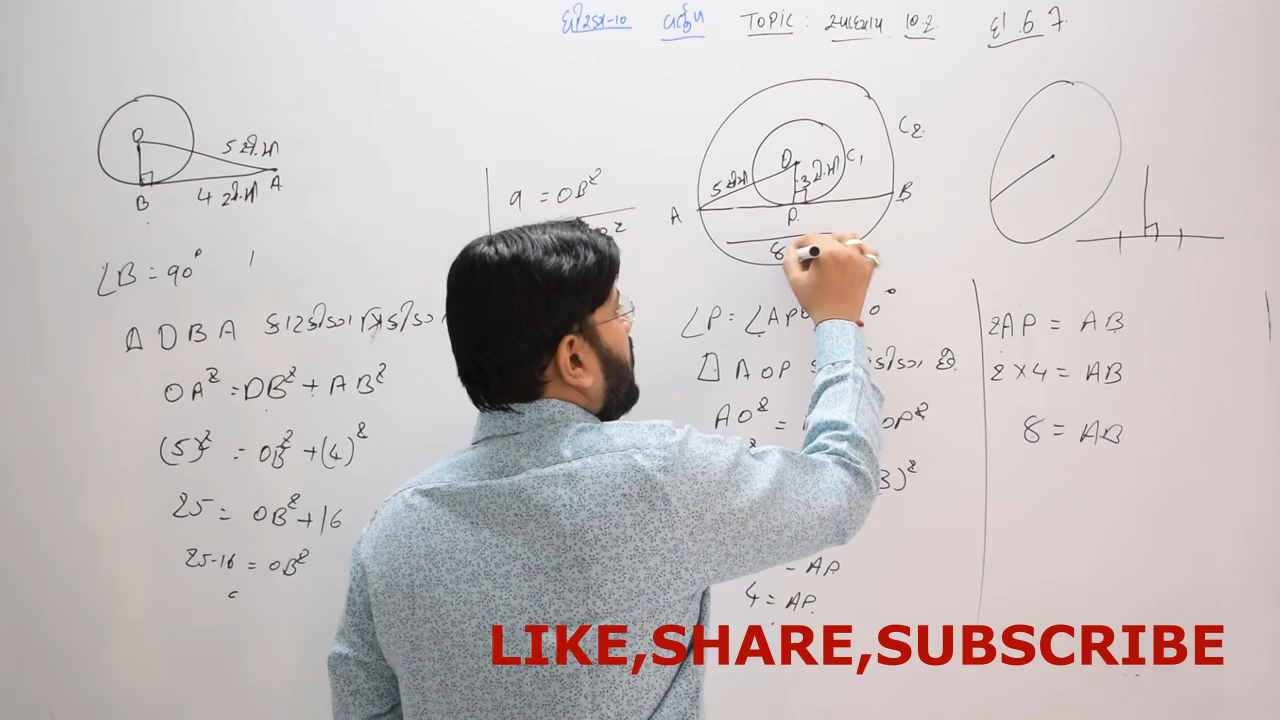 ધોરણ-10 વર્તુળ TOPIC : સ્વાધ્યાય 10.2 દા. 6 7
O
5 સે.મી
A
B
4 સે.મી
∠B = 90°
Δ OBA કાટકોણ ત્રિકોણ
OA² = OB² + AB²
(5)² = OB² + (4)²
25 = OB² + 16
25-16 = OB²
9 = OB²
C₂
C₁
O
5 સેમી
3 સે.મી
A
B
P
8
∠P = ∠AP
Δ AOP
AO² =
OP²
3)²
= AP
4 = AP
2AP = AB
2 × 4 = AB
8 = AB
LIKE,SHARE,SUBSCRIBE